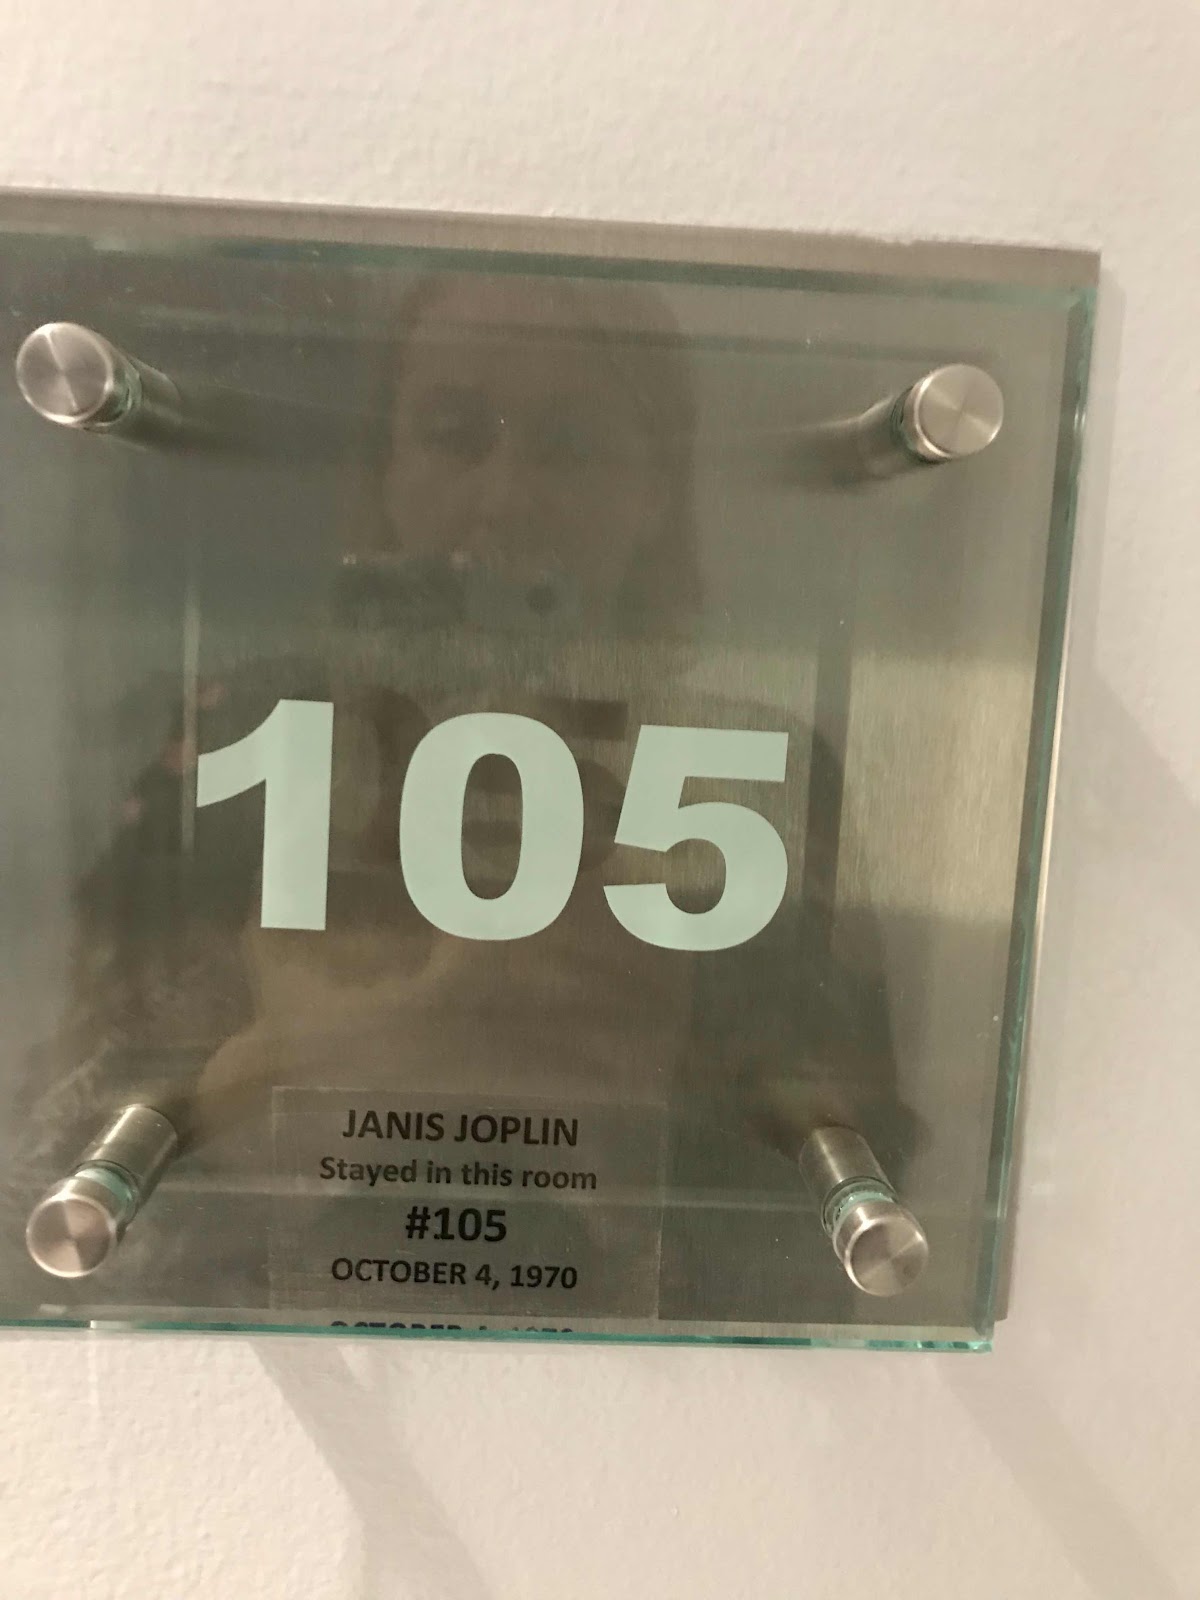 105
JANIS JOPLIN
Stayed in this room
#105
OCTOBER 4, 1970